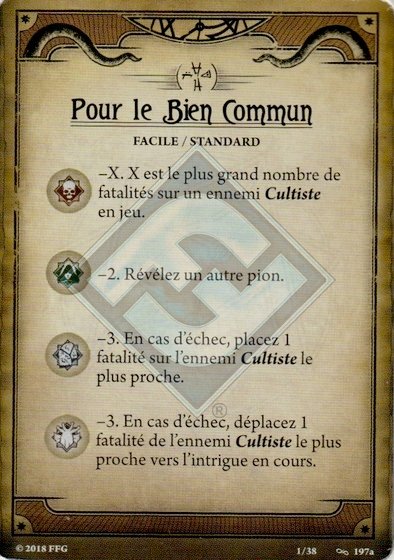 Pour le Bien Commun
FACILE / STANDARD
–X. X est le plus grand nombre de
fatalités sur un ennemi Cultiste
en jeu.
–2. Révélez un autre pion.
–3. En cas d'échec, placez 1
fatalité sur l'ennemi Cultiste le
plus proche.
®
–3. En cas d'échec, déplacez 1
fatalité de l'ennemi Cultiste le plus
proche vers l'intrigue en cours.
© 2018 FFG 1/38 197a